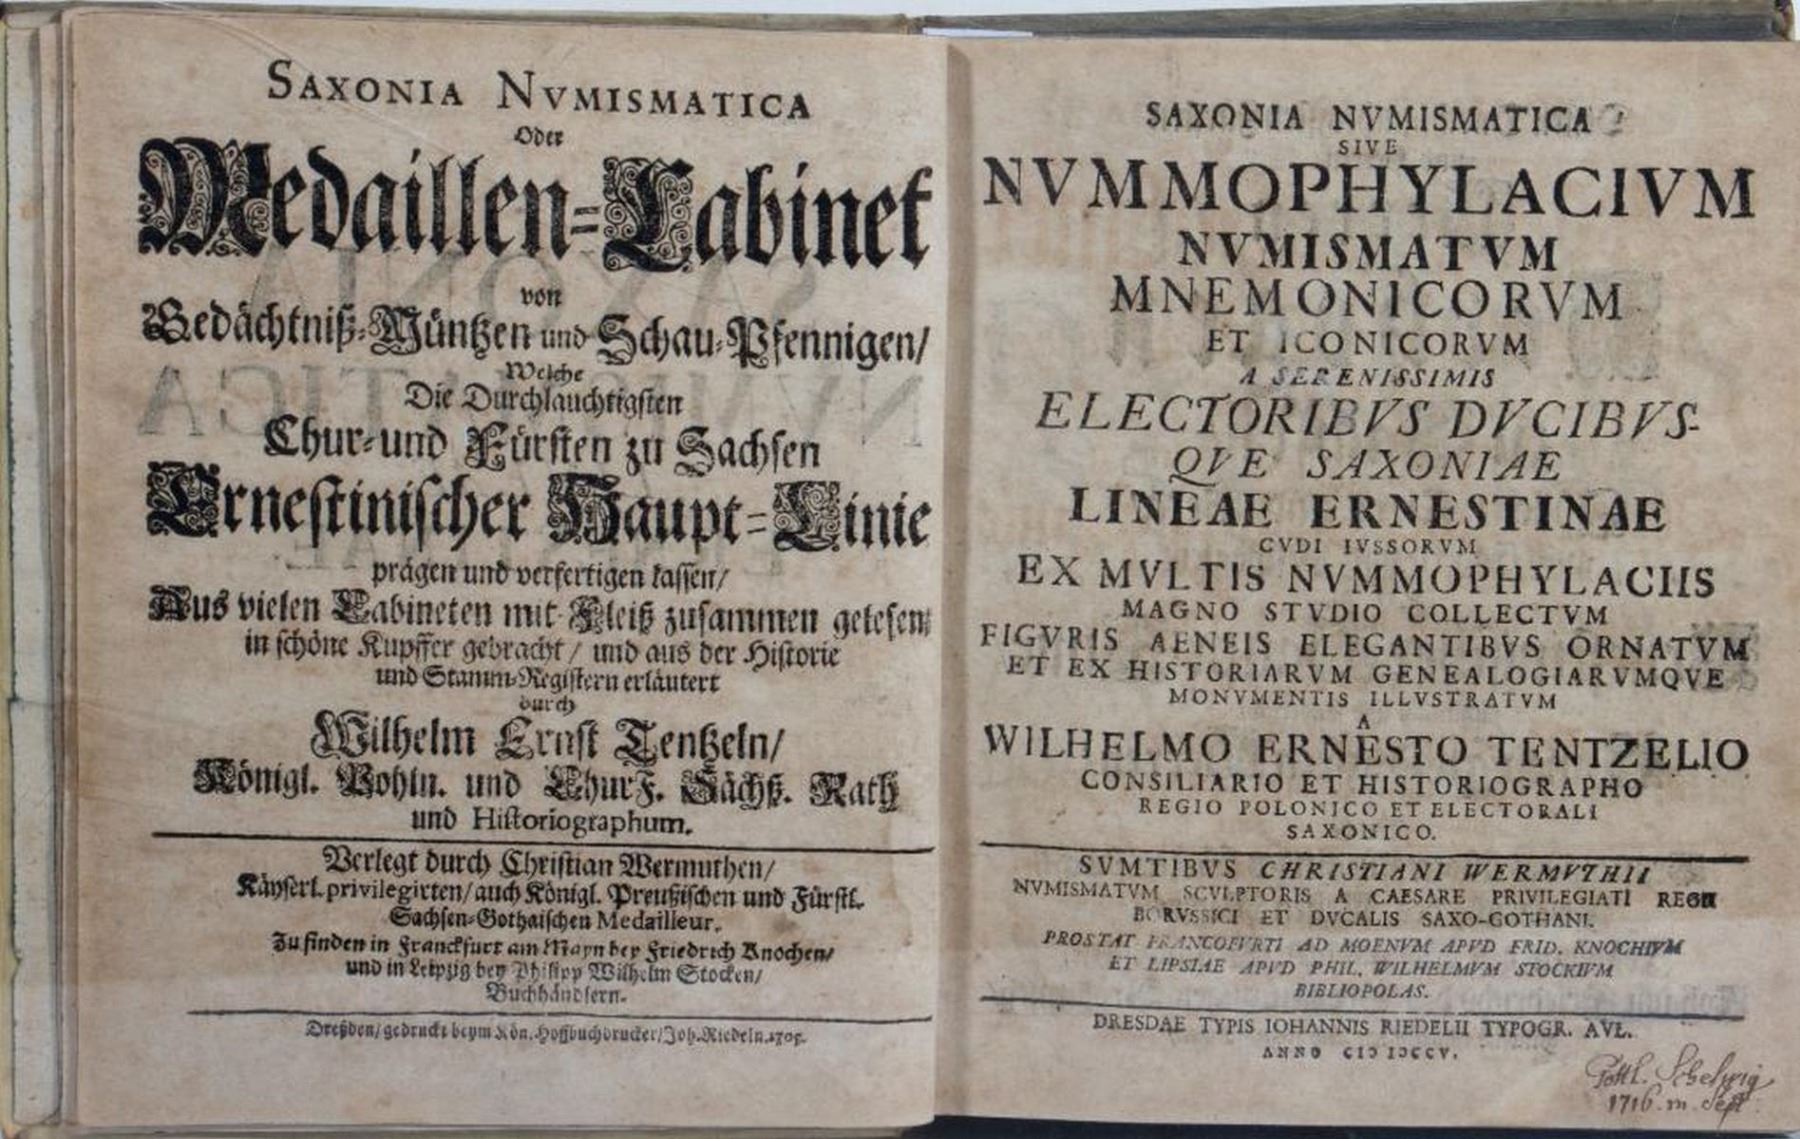 SAXONIA NVMISMATICA
Oder
Medaillen-Cabinet
von
Gedächtniß-Müntzen und Schau-Pfennigen/
Welche
Die Durchlauchtigsten
Chur-und Fürsten zu Sachsen
Ernestinischer Haupt-Linie
prägen und verfertigen lassen/
Aus vielen Cabineten mit Fleiß zusammen gelesen/
in schöne Kupffer gebracht/ und aus der Historie
und Stamm-Registern erläutert
durch
Wilhelm Ernst Tentzeln/
Königl. Pohln. und ChurF. Sächß. Rath
und Historiographum.
Verlegt durch Christian Wermuthen/
Käyserl. privilegirten/ auch Königl. Preußischen und Fürstl.
Sachsen-Gothaischen Medailleur.
Zu finden in Franckfurt am Mayn bey Friedrich Knochen/
und in Leipzig bey Philipp Wilhelm Stocken/
Buchhändlern.
Dreßden/ gedruckt beym Kön. Hoffbuchdrucker/ Joh. Riedeln. 1705.
SAXONIA NVMISMATICA
SIVE
NVMMOPHYLACIVM
NVMISMATVM
MNEMONICORVM
ET ICONICORVM
A SERENISSIMIS
ELECTORIBVS DVCIBVS-
QVE SAXONIAE
LINEAE ERNESTINAE
CVDI IVSSORVM
EX MVLTIS NVMMOPHYLACIIS
MAGNO STVDIO COLLECTVM
FIGVRIS AENEIS ELEGANTIBVS ORNATVM
ET EX HISTORIARVM GENEALOGIARVMQVE
MONVMENTIS ILLVSTRATVM
A
WILHELMO ERNESTO TENTZELIO
CONSILIARIO ET HISTORIOGRAPHO
REGIO POLONICO ET ELECTORALI
SAXONICO.
SVMTIBVS CHRISTIANI WERMVTHII
NVMISMATVM SCVLPTORIS A CAESARE PRIVILEGIATI REGII
BORVSSICI ET DVCALIS SAXO-GOTHANI.
PROSTAT FRANCOFVRTI AD MOENVM APVD FRID. KNOCHIVM
ET LIPSIAE APVD PHIL. WILHELMVM STOCKIVM
BIBLIOPOLAS.
DRESDAE TYPIS IOHANNIS RIEDELII TYPOGR. AVL.
ANNO CIↃ IↃCCV.
Gottl. Schelwig
1716. m. Sept.